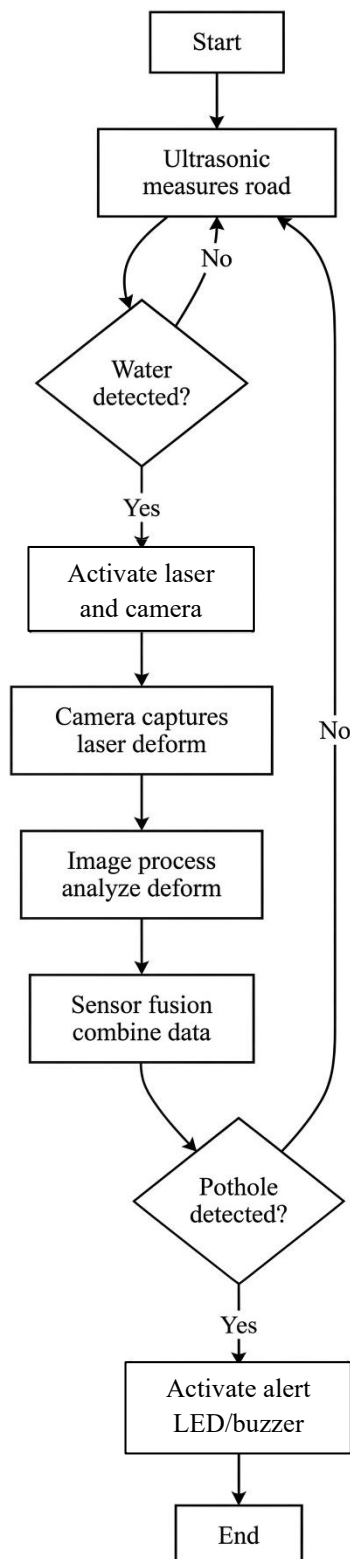 Start
Ultrasonic
measures road
No
Water
detected?
Yes
Activate laser
and camera
Camera captures
laser deform
No
Image process
analyze deform
Sensor fusion
combine data
Pothole
detected?
Yes
Activate alert
LED/buzzer
End